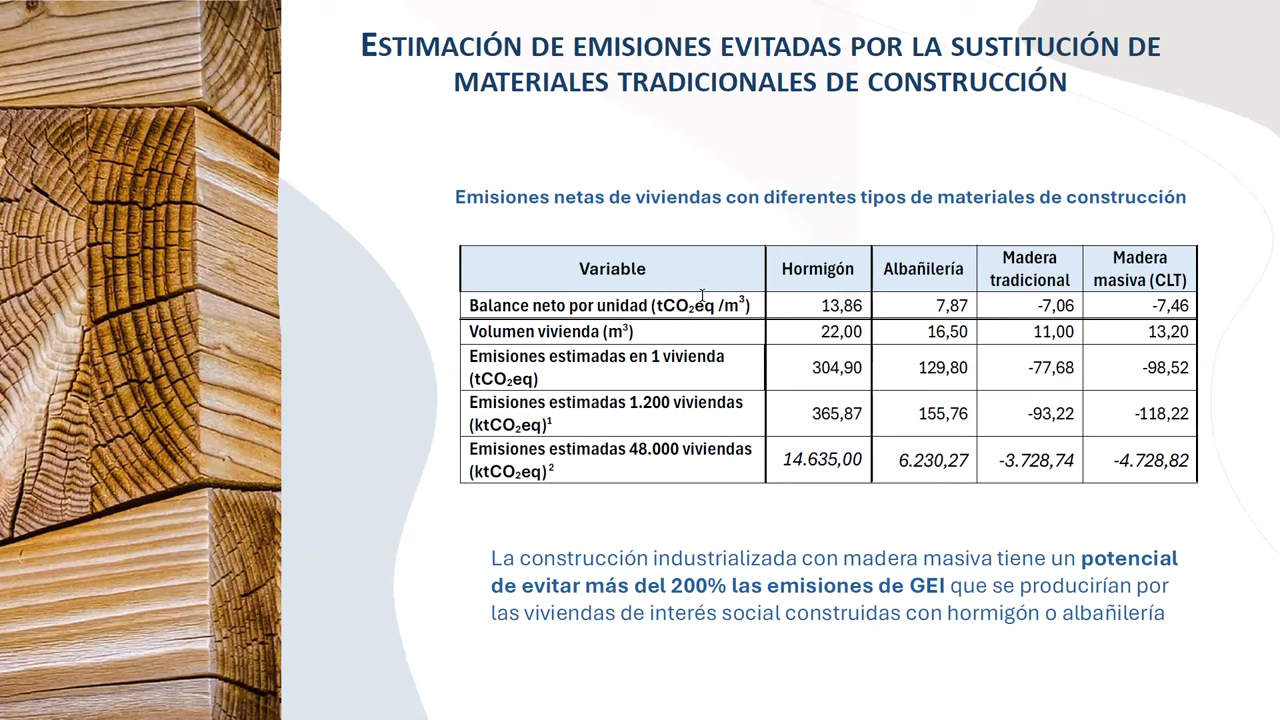 ESTIMACIÓN DE EMISIONES EVITADAS POR LA SUSTITUCIÓN DE
MATERIALES TRADICIONALES DE CONSTRUCCIÓN
Emisiones netas de viviendas con diferentes tipos de materiales de construcción
Variable Hormigón Albañilería Madera tradicional Madera masiva (CLT)
Balance neto por unidad (tCO₂eq /m³) 13,86 7,87 -7,06 -7,46
Volumen vivienda (m³) 22,00 16,50 11,00 13,20
Emisiones estimadas en 1 vivienda (tCO₂eq) 304,90 129,80 -77,68 -98,52
Emisiones estimadas 1.200 viviendas (ktCO₂eq)¹ 365,87 155,76 -93,22 -118,22
Emisiones estimadas 48.000 viviendas (ktCO₂eq)² 14.635,00 6.230,27 -3.728,74 -4.728,82
La construcción industrializada con madera masiva tiene un potencial
de evitar más del 200% las emisiones de GEI que se producirían por
las viviendas de interés social construidas con hormigón o albañilería